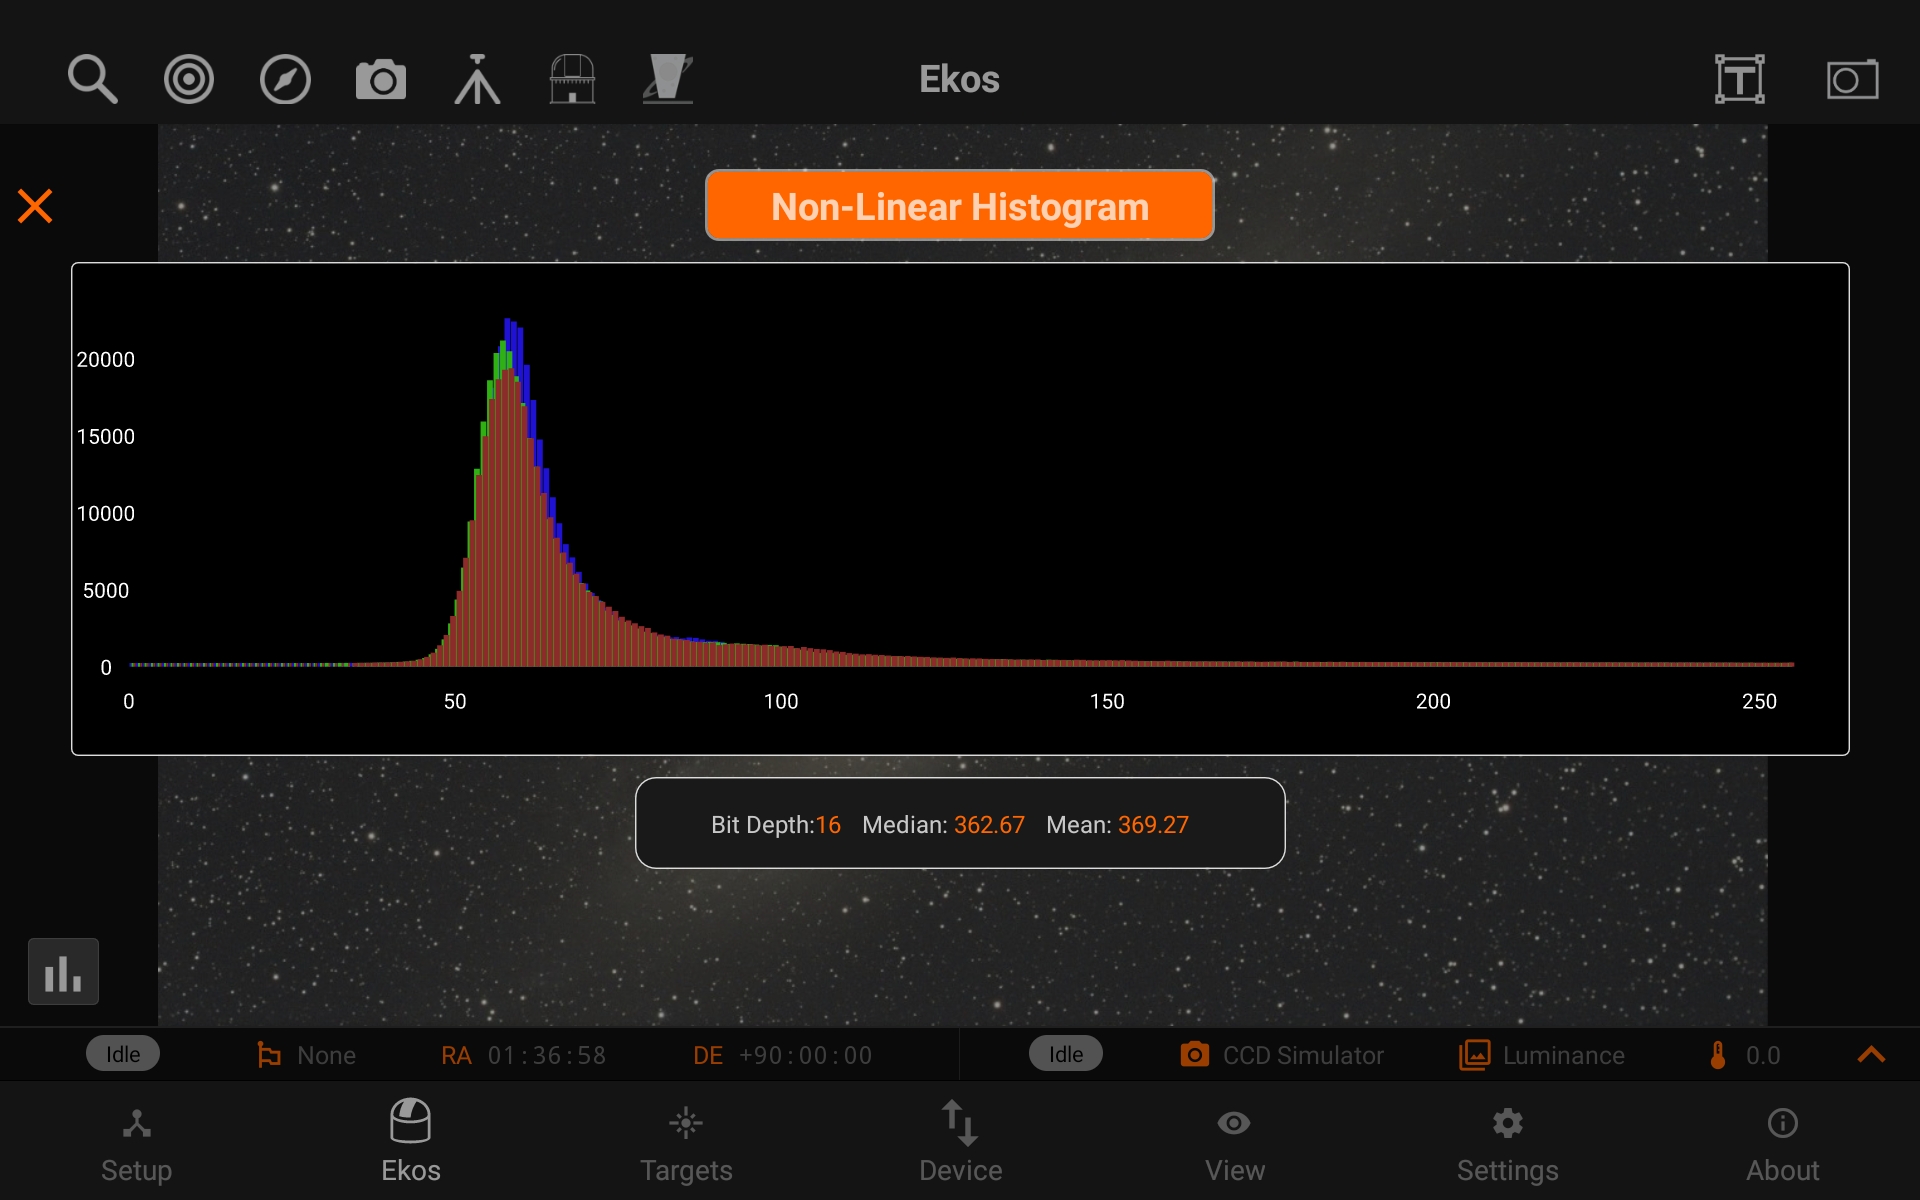 Ekos
Non-Linear Histogram
20000
15000
10000
5000
0
0 50 100 150 200 250
Bit Depth:16 Median: 362.67 Mean: 369.27
Idle None RA 01:36:58 DE +90:00:00 Idle CCD Simulator Luminance 0.0
Setup Ekos Targets Device View Settings About